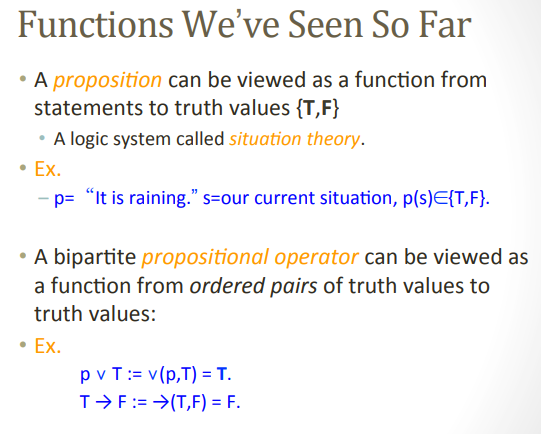 Functions We’ve Seen So Far
• A proposition can be viewed as a function from
statements to truth values {T,F}
• A logic system called situation theory.
• Ex.
– p= “It is raining.” s=our current situation, p(s)∈{T,F}.
• A bipartite propositional operator can be viewed as
a function from ordered pairs of truth values to
truth values:
• Ex.
p ∨ T := ∨(p,T) = T.
T → F := →(T,F) = F.